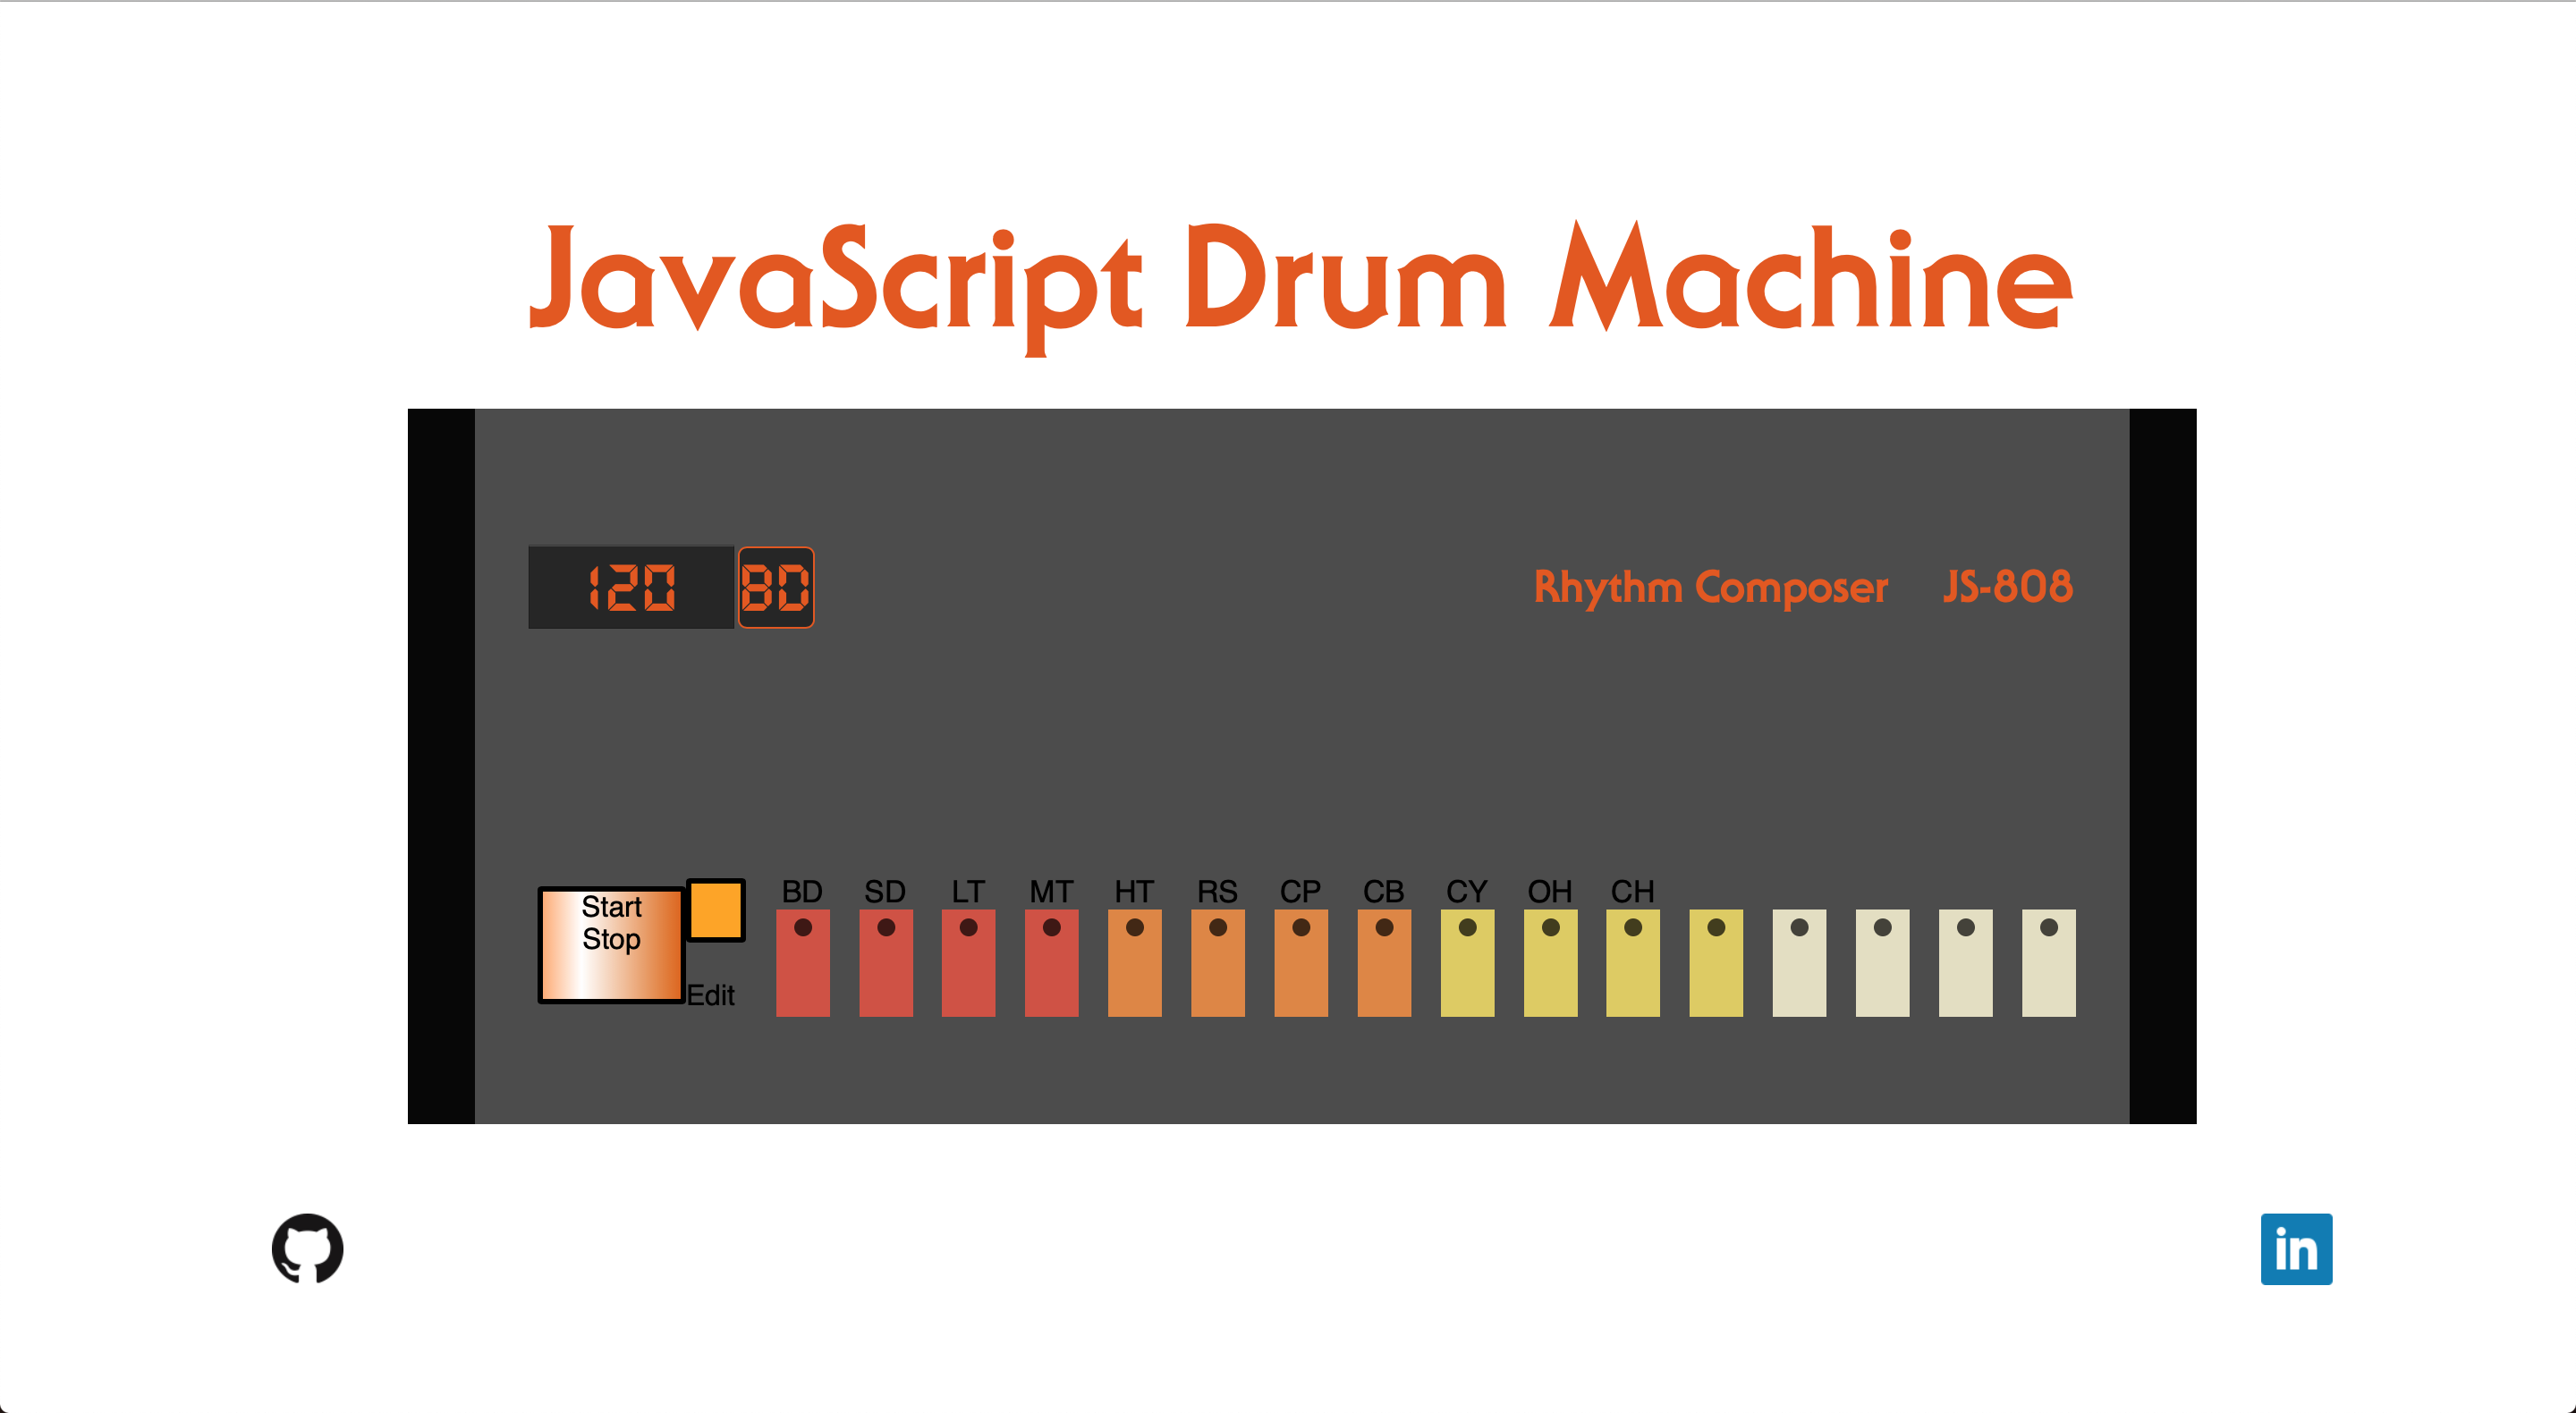 JavaScript Drum Machine
120 BD
Rhythm Composer JS-808
BD SD LT MT HT RS CP CB CY OH CH
Start
Stop
Edit
in